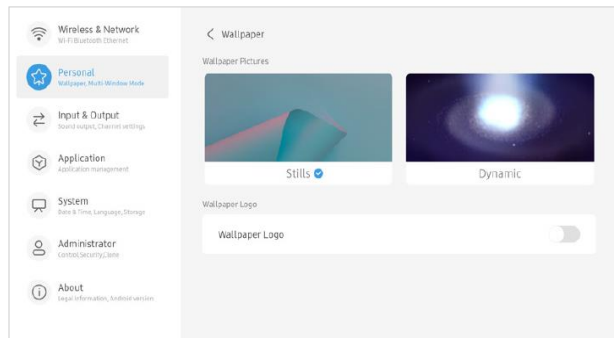 Wireless & Network
Wi-Fi Bluetooth Ethernet
Personal
Wallpaper, Multi-Window Mode
Input & Output
Sound output, Channel settings
Application
Application management
System
Date & Time, Language, Storage
Administrator
Control,Security,Clone
About
Legal information, Android version
Wallpaper
Wallpaper Pictures
Stills
Dynamic
Wallpaper Logo
Wallpaper Logo